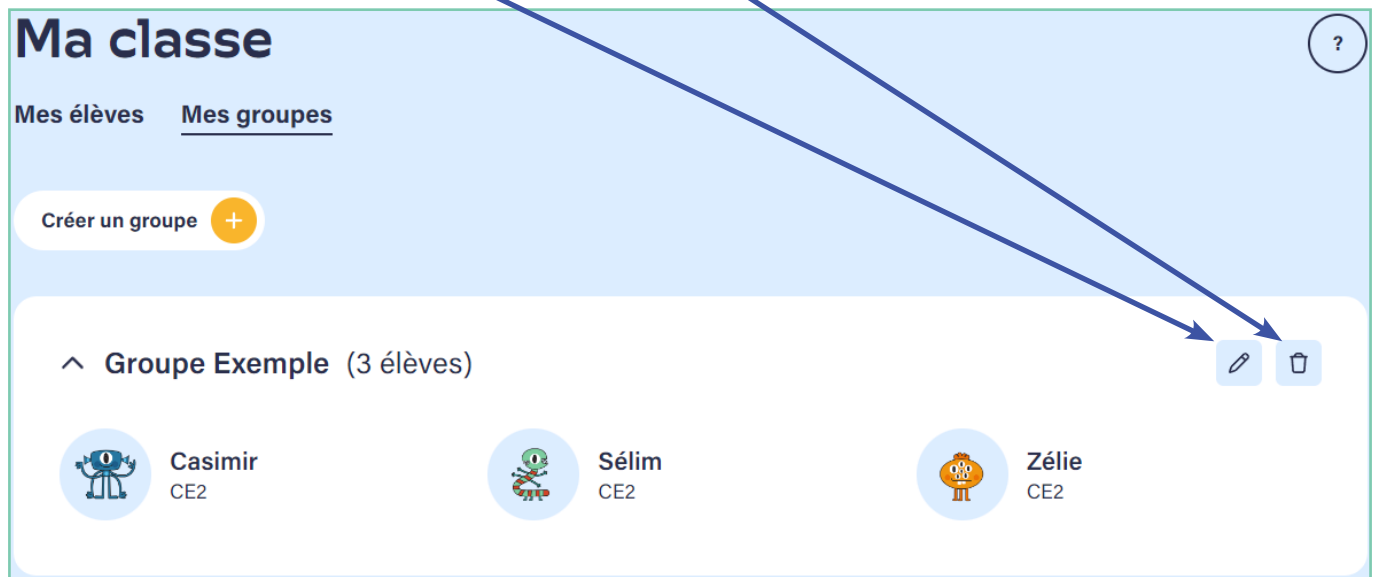 Ma classe
?
Mes élèves Mes groupes
Créer un groupe +
Groupe Exemple (3 élèves)
Casimir
CE2
Sélim
CE2
Zélie
CE2